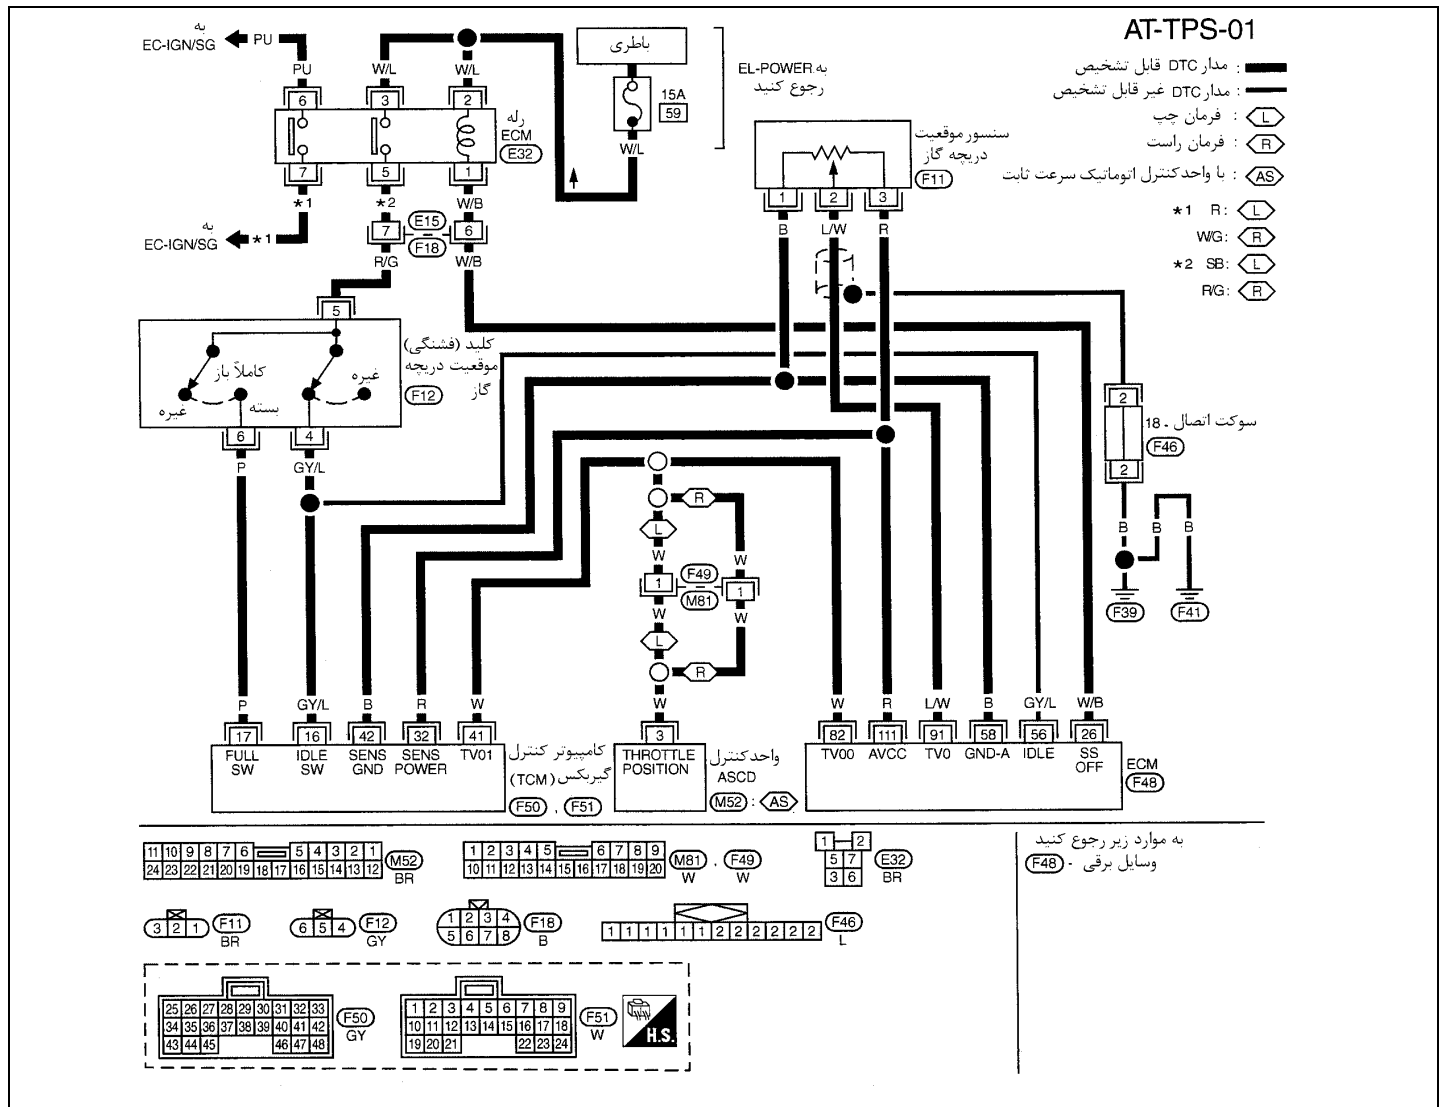 AT-TPS-01
مدار DTC قابل تشخیص :
مدار DTC غیر قابل تشخیص :
L : فرمان چپ
R : فرمان راست
AS : با واحد کنترل اتوماتیک سرعت ثابت
*1 R: L
W/G: R
*2 SB: L
R/G: R
به
EC-IGN/SG
PU
PU W/L W/L
6 3 2
رله
ECM
E32
7 5 1
*1 *2 W/B
به
EC-IGN/SG
*1
7 E15 6
F18
R/G W/B
باطری
15A
59
W/L
به EL-POWER
رجوع کنید
سنسور موقعیت
دریچه گاز
F11
1 2 3
B L/W R
5
کلید (فشنگی)
موقعیت دریچه
گاز
F12
کاملاً باز
غیره
غیره
بسته
6 4
P GY/L
2
سوکت اتصال - 18
F46
2
B B B
F39 F41
R
L
W W
1 F49 1
M81
W W
L
R
W
P GY/L B R W
17 16 42 32 41
FULL SW
IDLE SW
SENS GND
SENS POWER
TV01
کامپیوتر کنترل
گیربکس (TCM)
F50 , F51
3
THROTTLE
POSITION
واحد کنترل
ASCD
M52 : AS
W R L/W B GY/L W/B
82 111 91 58 56 26
TV00 AVCC TV0 GND-A IDLE SS OFF
ECM
F48
11 10 9 8 7 6 5 4 3 2 1
24 23 22 21 20 19 18 17 16 15 14 13 12
M52
BR
1 2 3 4 5 6 7 8 9
10 11 12 13 14 15 16 17 18 19 20
M81 , F49
W W
1 2
5 7
3 6
E32
BR
به موارد زیر رجوع کنید
F48 - وسایل برقی
3 2 1
F11
BR
6 5 4
F12
GY
1 2 3 4
5 6 7 8
F18
B
1 1 1 1 1 1 2 2 2 2 2 2
F46
L
25 26 27 28 29 30 31 32 33
34 35 36 37 38 39 40 41 42
43 44 45 46 47 48
F50
GY
1 2 3 4 5 6 7 8 9
10 11 12 13 14 15 16 17 18
19 20 21 22 23 24
F51
W
H.S.